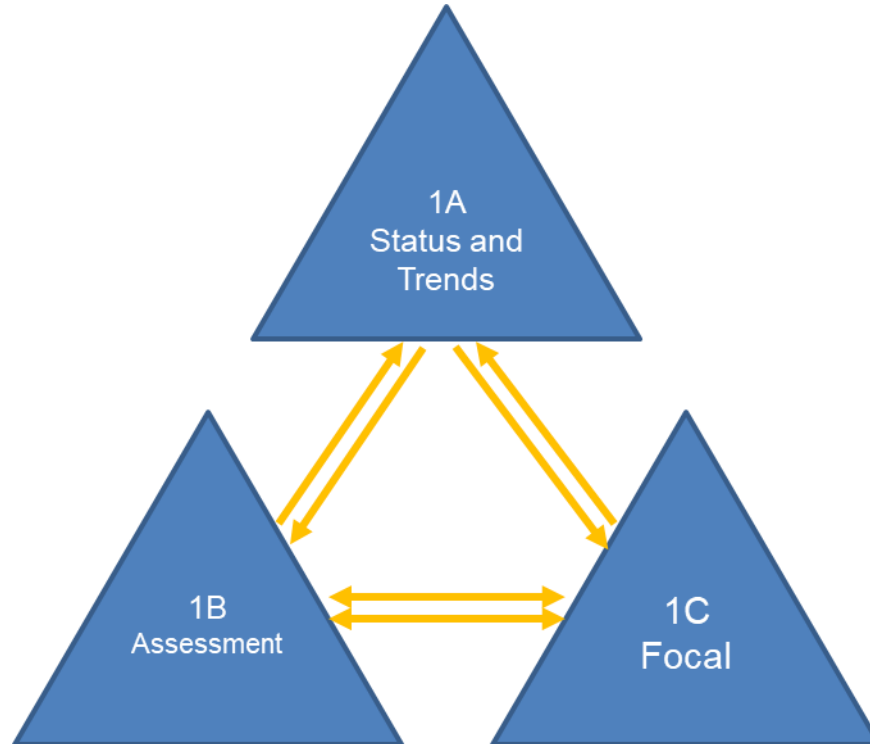 1A
Status and
Trends
1B
Assessment
1C
Focal